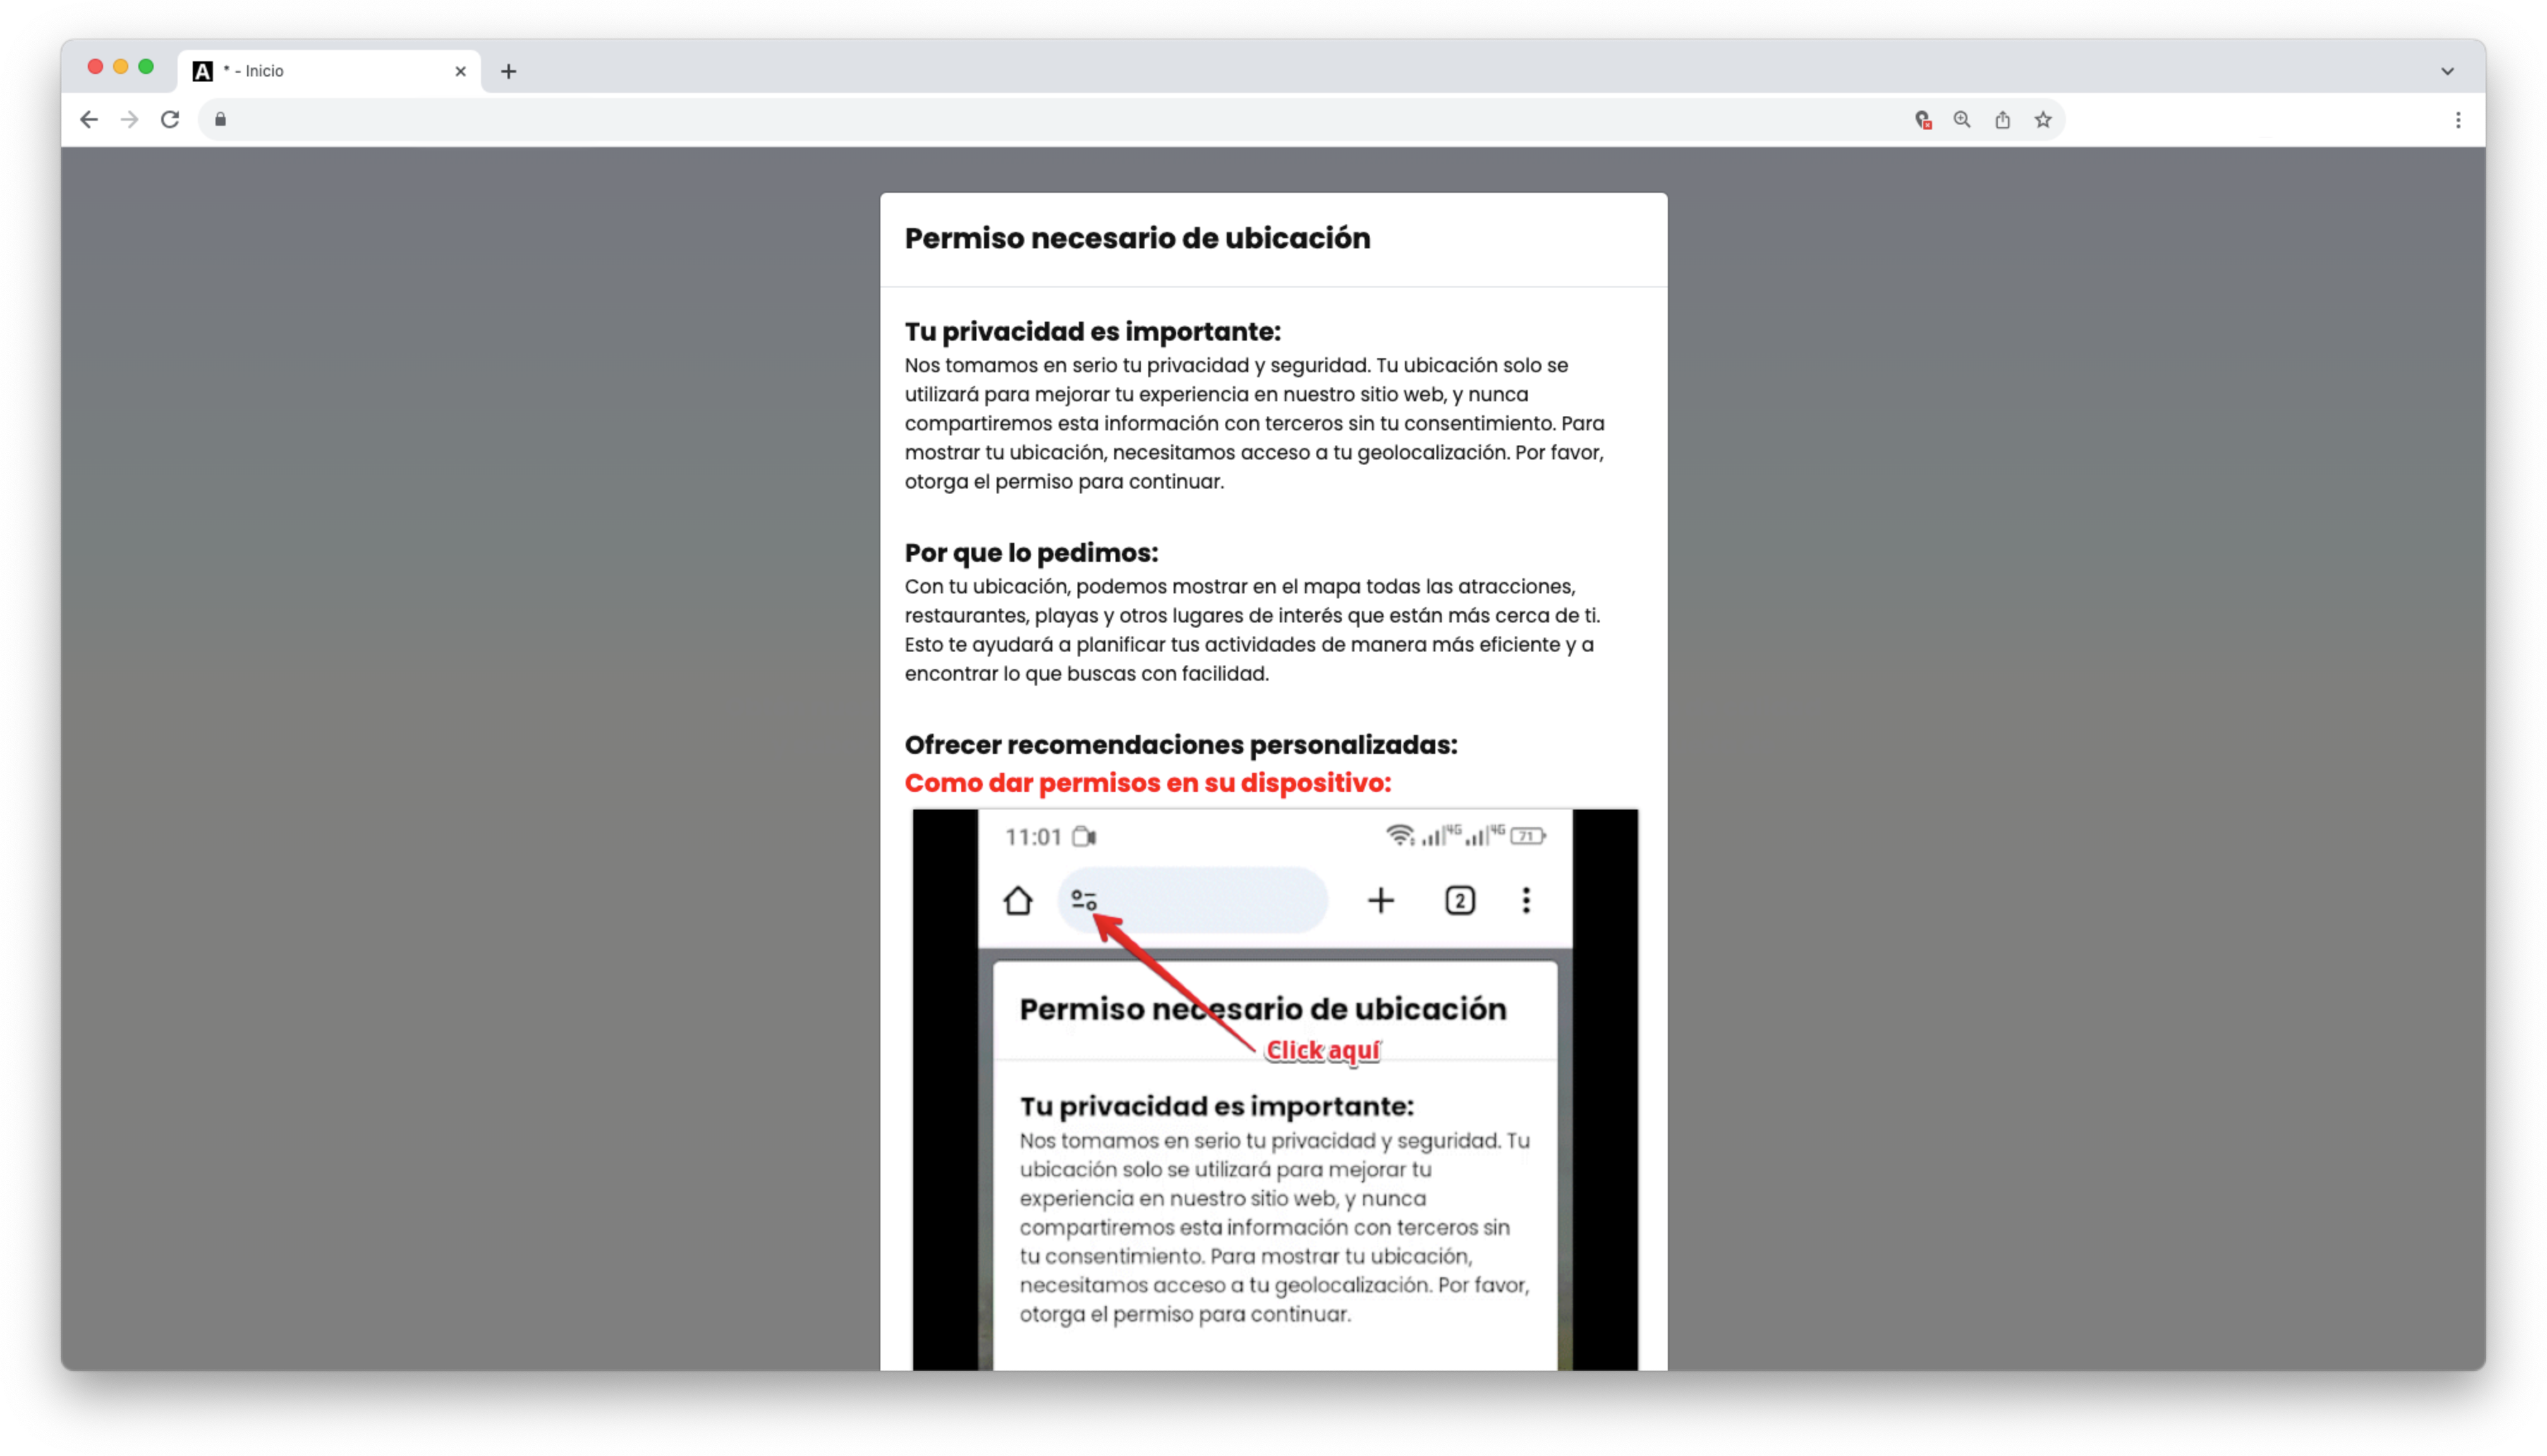 * - Inicio
Permiso necesario de ubicación
Tu privacidad es importante:
Nos tomamos en serio tu privacidad y seguridad. Tu ubicación solo se
utilizará para mejorar tu experiencia en nuestro sitio web, y nunca
compartiremos esta información con terceros sin tu consentimiento. Para
mostrar tu ubicación, necesitamos acceso a tu geolocalización. Por favor,
otorga el permiso para continuar.
Por que lo pedimos:
Con tu ubicación, podemos mostrar en el mapa todas las atracciones,
restaurantes, playas y otros lugares de interés que están más cerca de ti.
Esto te ayudará a planificar tus actividades de manera más eficiente y a
encontrar lo que buscas con facilidad.
Ofrecer recomendaciones personalizadas:
Como dar permisos en su dispositivo:
11:01 4G 4G 71
2
Permiso necesario de ubicación
Click aquí
Tu privacidad es importante:
Nos tomamos en serio tu privacidad y seguridad. Tu
ubicación solo se utilizará para mejorar tu
experiencia en nuestro sitio web, y nunca
compartiremos esta información con terceros sin
tu consentimiento. Para mostrar tu ubicación,
necesitamos acceso a tu geolocalización. Por favor,
otorga el permiso para continuar.